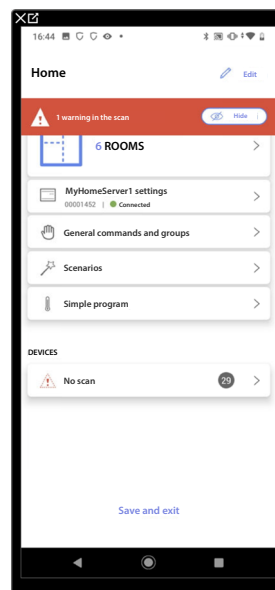 16:44
Home
Edit
1 warning in the scan
Hide
6 ROOMS
MyHomeServer1 settings
00001452 | Connected
General commands and groups
Scenarios
Simple program
DEVICES
No scan
29
Save and exit